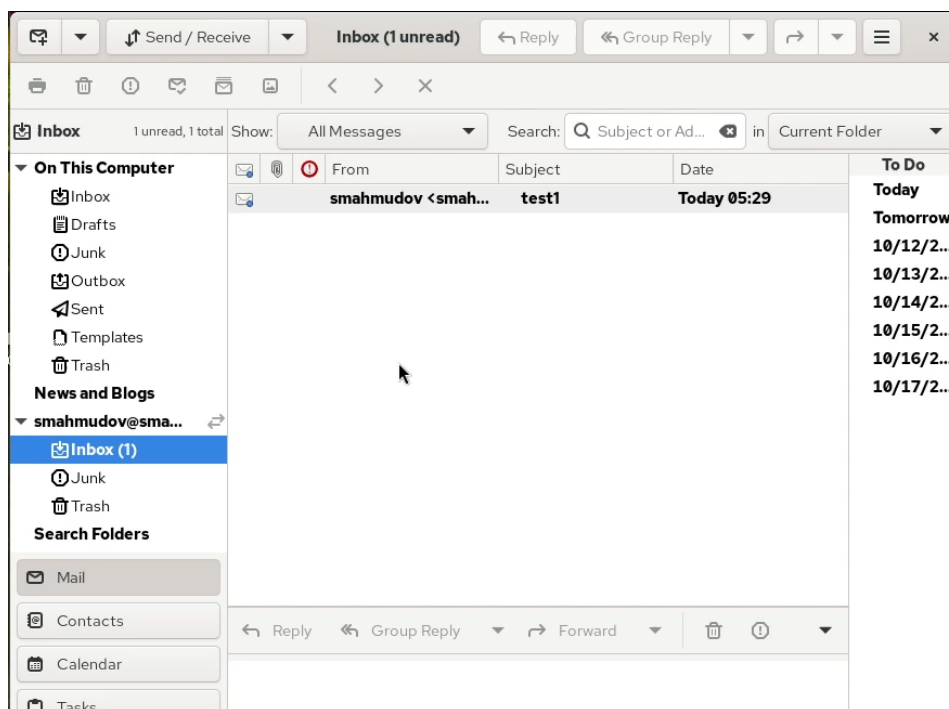 Send / Receive Inbox (1 unread) Reply Group Reply
Inbox 1 unread, 1 total Show: All Messages Search: Subject or Ad... in Current Folder
On This Computer
Inbox
Drafts
Junk
Outbox
Sent
Templates
Trash
News and Blogs
smahmudov@sma...
Inbox (1)
Junk
Trash
Search Folders
Mail
Contacts
Calendar
Tasks
From Subject Date
smahmudov <smah... test1 Today 05:29
Reply Group Reply Forward
To Do
Today
Tomorrow
10/12/2...
10/13/2...
10/14/2...
10/15/2...
10/16/2...
10/17/2...